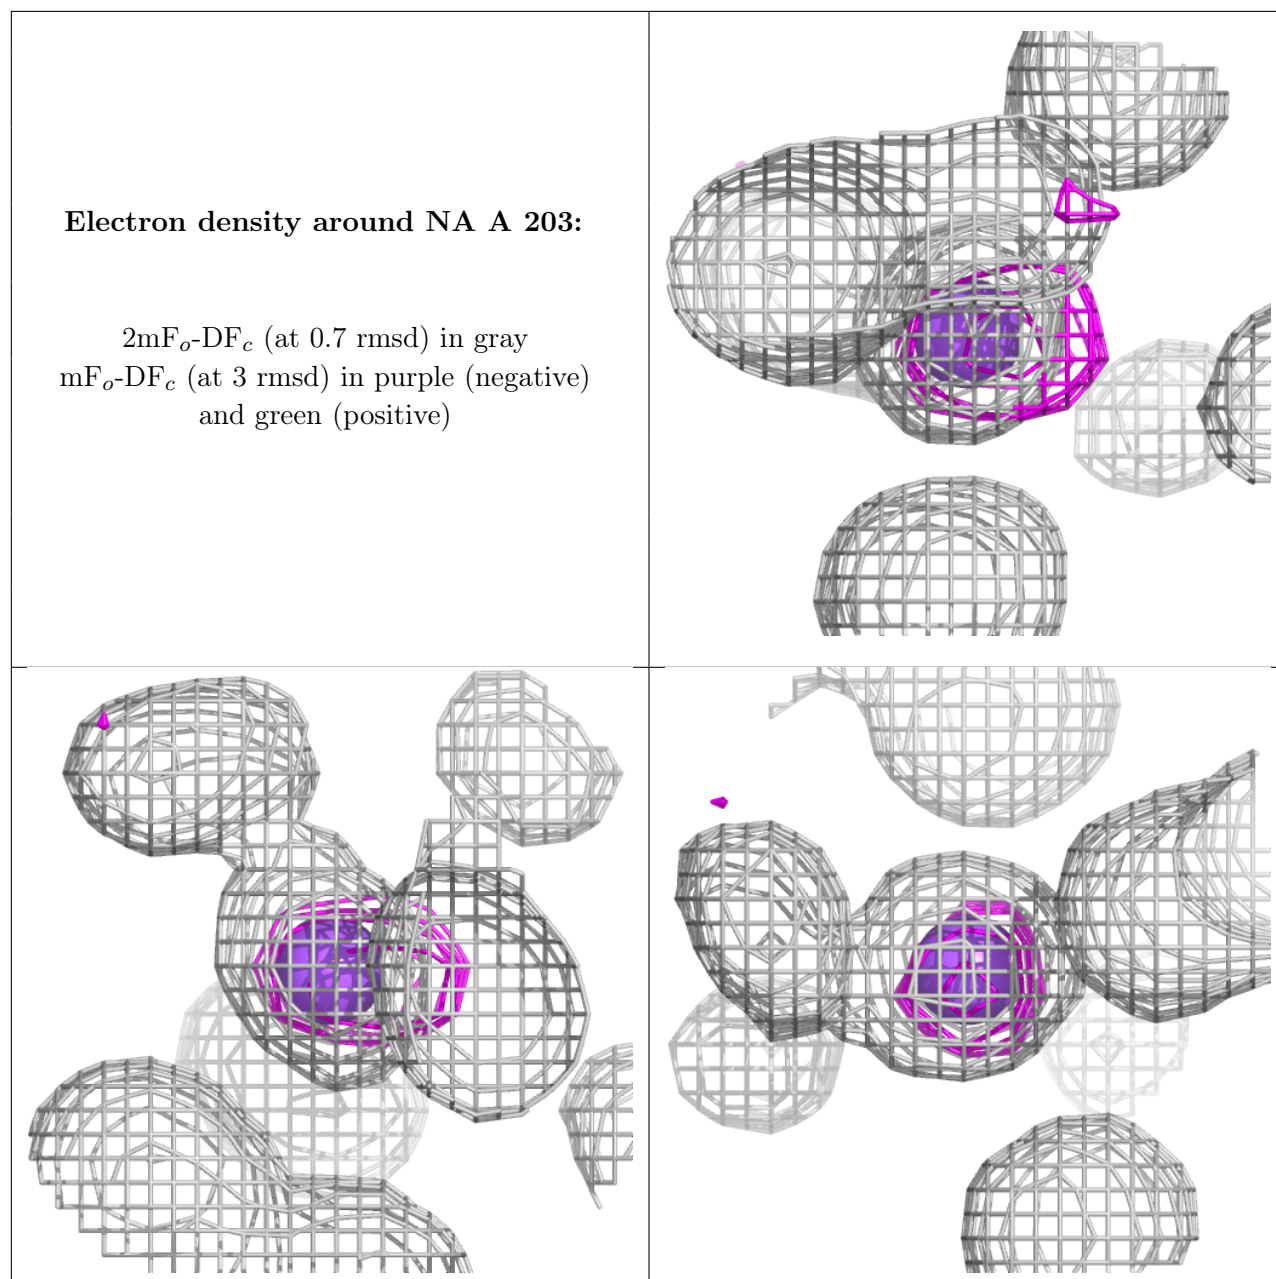 Electron density around NA A 203:
2mFo-DFc (at 0.7 rmsd) in gray
mFo-DFc (at 3 rmsd) in purple (negative)
and green (positive)